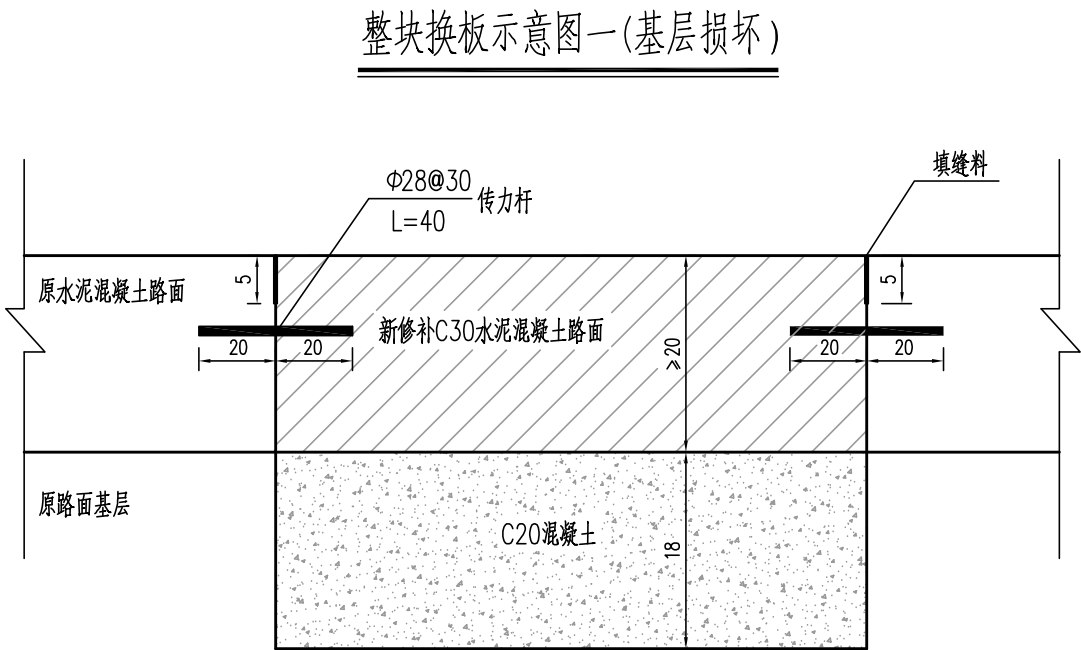 整块换板示意图一(基层损坏)
填缝料
Φ28@30
传力杆
L=40
原水泥混凝土路面
5
5
新修补C30水泥混凝土路面
20
20
≥20
20
20
原路面基层
C20混凝土
18